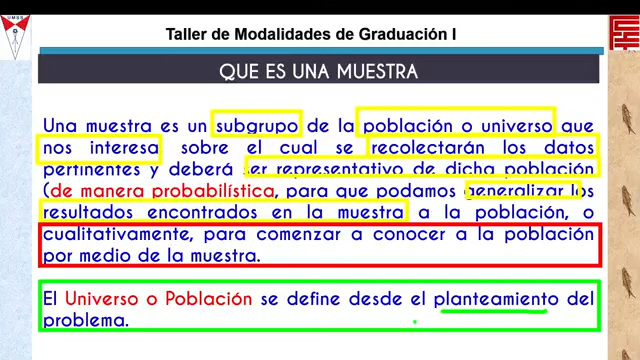 UMSS
Taller de Modalidades de Graduación I
QUE ES UNA MUESTRA
Una muestra es un subgrupo de la población o universo que
nos interesa sobre el cual se recolectarán los datos
pertinentes y deberá ser representativo de dicha población
(de manera probabilística, para que podamos generalizar los
resultados encontrados en la muestra a la población, o
cualitativamente, para comenzar a conocer a la población
por medio de la muestra.
El Universo o Población se define desde el planteamiento del
problema.